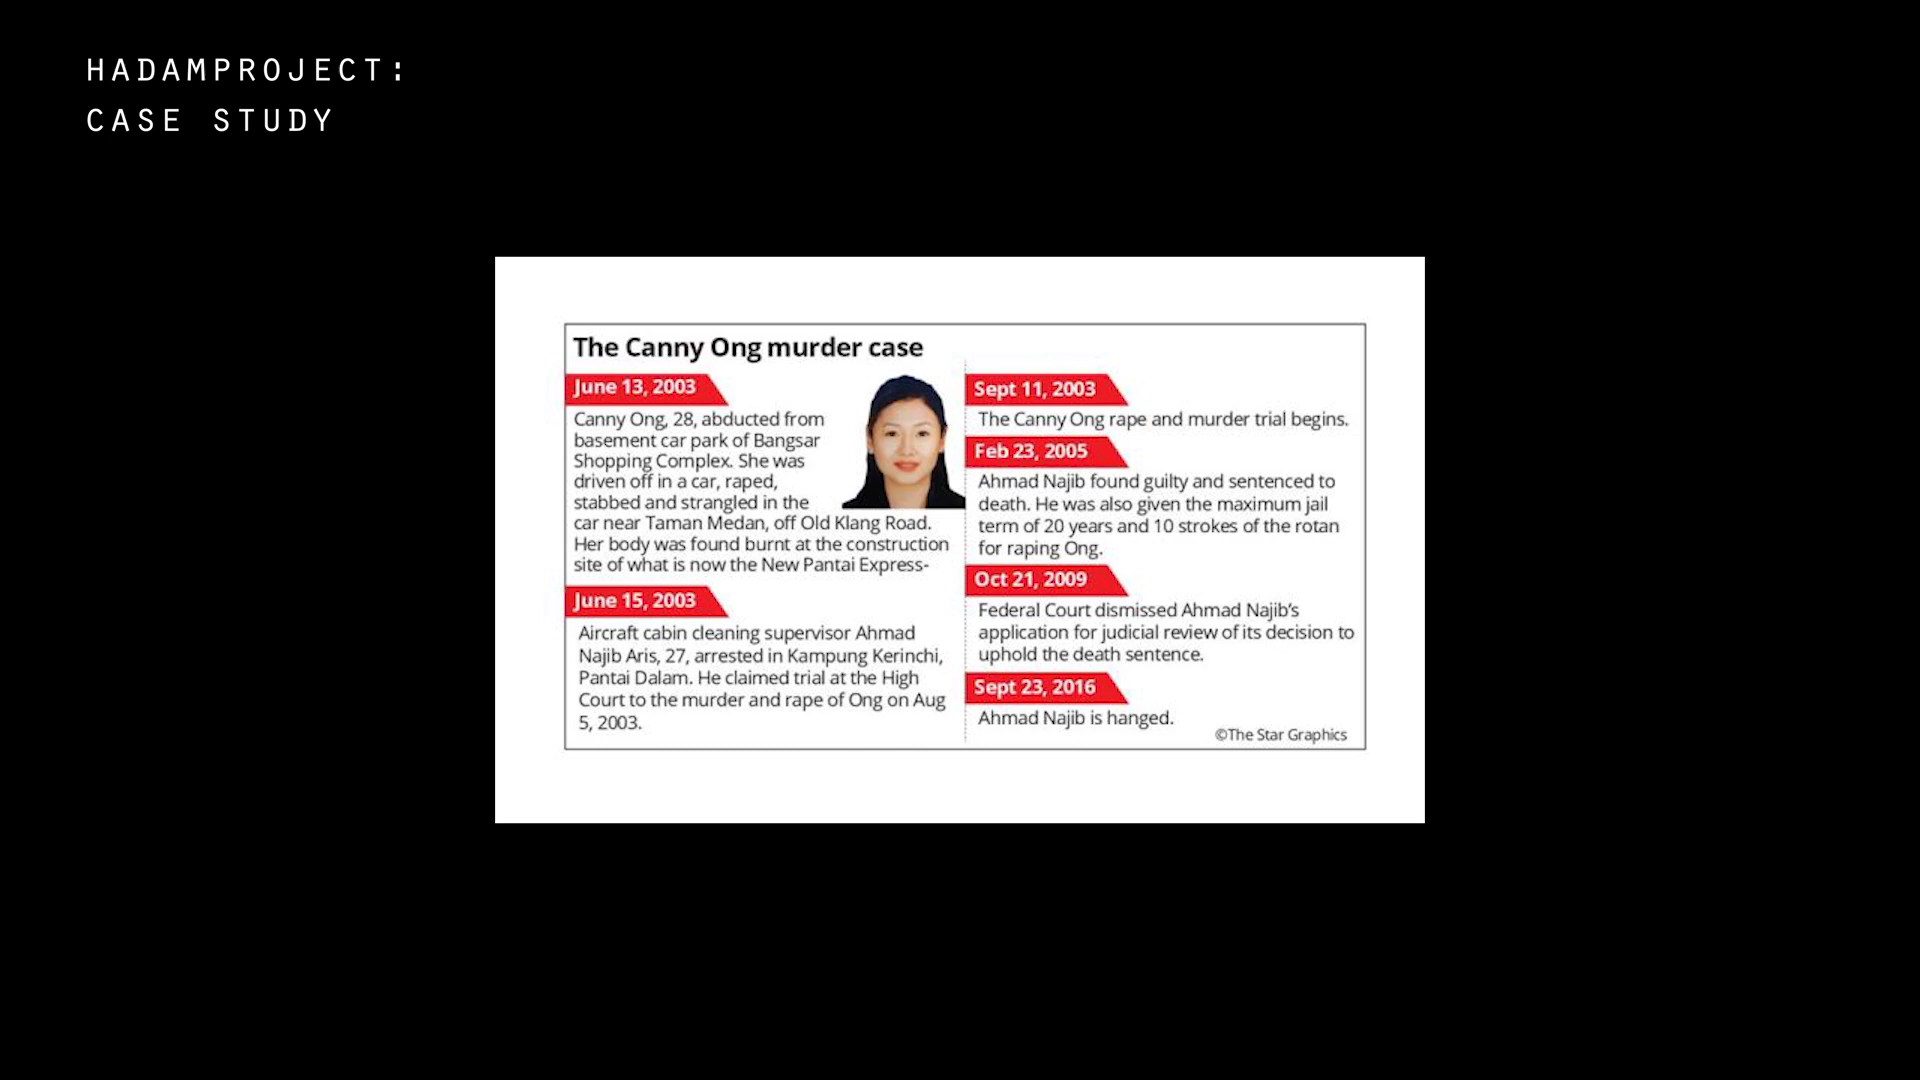 HADAMPROJECT:
CASE STUDY
The Canny Ong murder case
June 13, 2003
Canny Ong, 28, abducted from
basement car park of Bangsar
Shopping Complex. She was
driven off in a car, raped,
stabbed and strangled in the
car near Taman Medan, off Old Klang Road.
Her body was found burnt at the construction
site of what is now the New Pantai Express-
June 15, 2003
Aircraft cabin cleaning supervisor Ahmad
Najib Aris, 27, arrested in Kampung Kerinchi,
Pantai Dalam. He claimed trial at the High
Court to the murder and rape of Ong on Aug
5, 2003.
Sept 11, 2003
The Canny Ong rape and murder trial begins.
Feb 23, 2005
Ahmad Najib found guilty and sentenced to
death. He was also given the maximum jail
term of 20 years and 10 strokes of the rotan
for raping Ong.
Oct 21, 2009
Federal Court dismissed Ahmad Najib's
application for judicial review of its decision to
uphold the death sentence.
Sept 23, 2016
Ahmad Najib is hanged.
©The Star Graphics